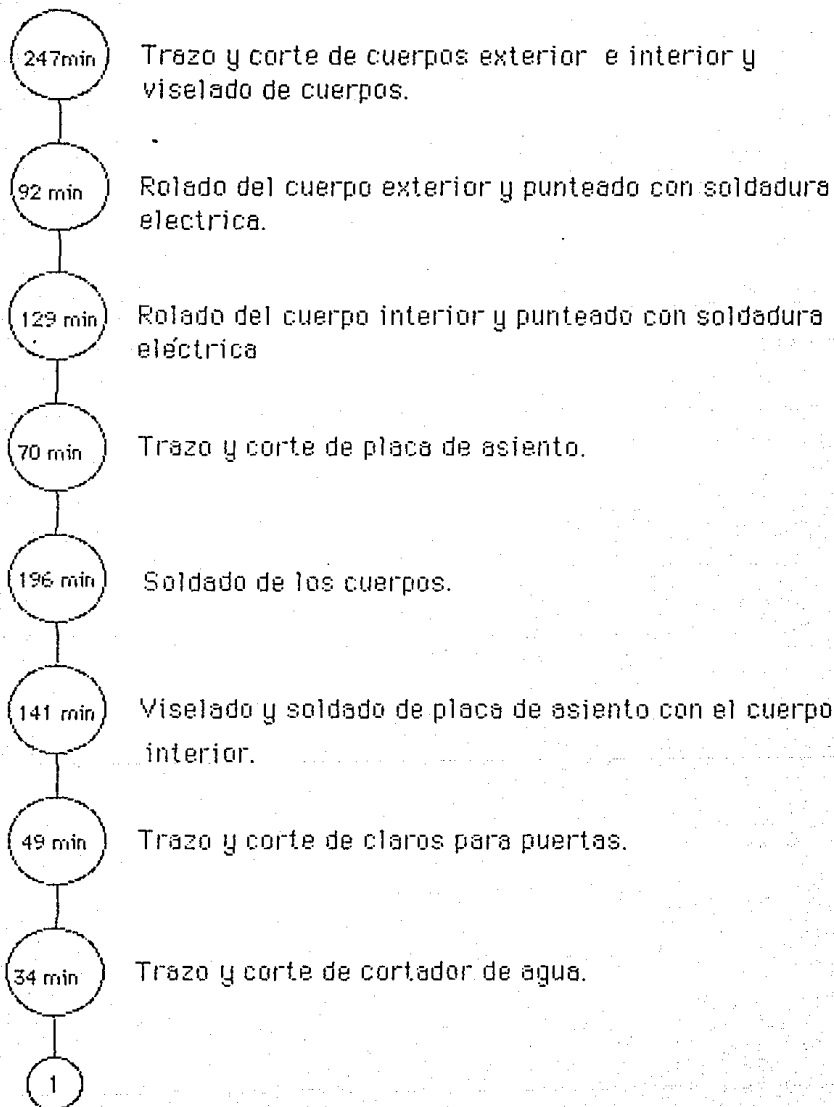 247min Trazo y corte de cuerpos exterior e interior y
viselado de cuerpos.
92 min Rolado del cuerpo exterior y punteado con soldadura
electrica.
129 min Rolado del cuerpo interior y punteado con soldadura
eléctrica
70 min Trazo y corte de placa de asiento.
196 min Soldado de los cuerpos.
141 min Viselado y soldado de placa de asiento con el cuerpo
interior.
49 min Trazo y corte de claros para puertas.
34 min Trazo y corte de cortador de agua.
1